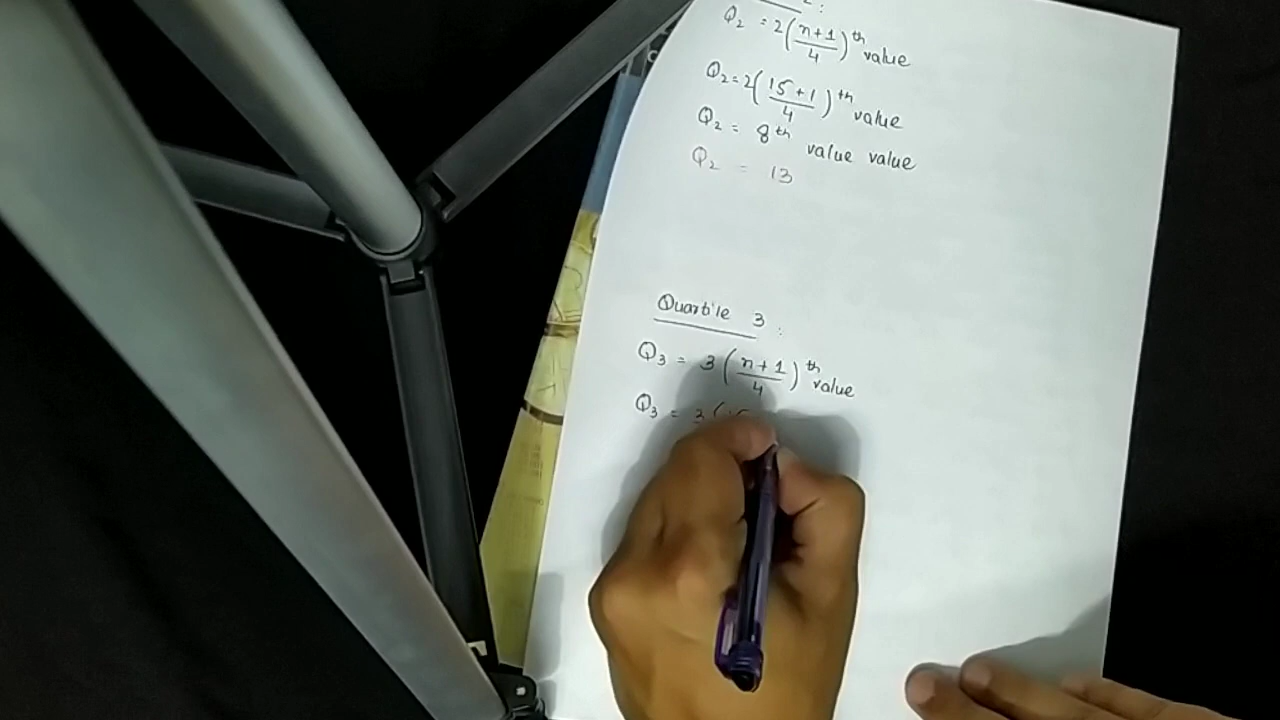 Q₂ = 2(n+1/4)ᵗʰ value
Q₂ = 2(15+1/4)ᵗʰ value
Q₂ = 8ᵗʰ value value
Q₂ = 13
Quartile 3 :
Q₃ = 3(n+1/4)ᵗʰ value
Q₃ = 3(15